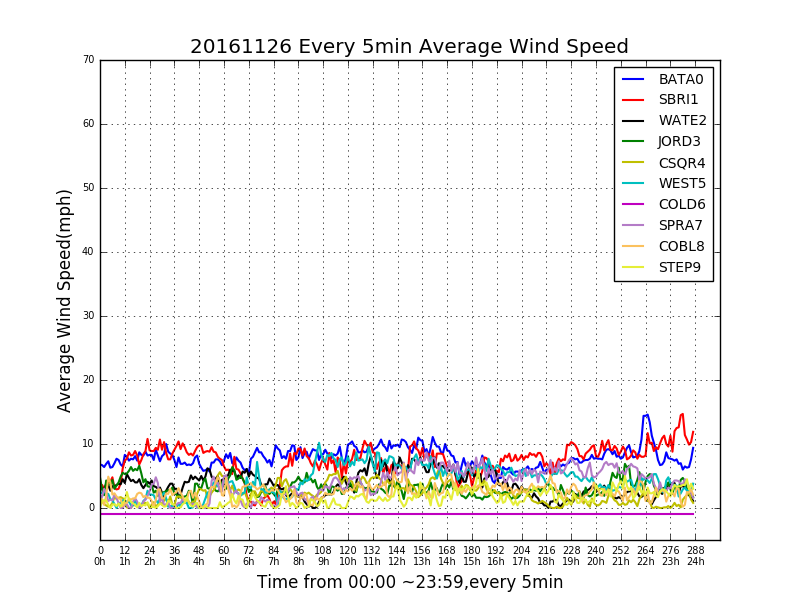 20161126 Every 5min Average Wind Speed
Average Wind Speed(mph)
70
60
50
40
30
20
10
0
BATA0
SBRI1
WATE2
JORD3
CSQR4
WEST5
COLD6
SPRA7
COBL8
STEP9
0 12 24 36 48 60 72 84 96 108 120 132 144 156 168 180 192 204 216 228 240 252 264 276 288
0h 1h 2h 3h 4h 5h 6h 7h 8h 9h 10h 11h 12h 13h 14h 15h 16h 17h 18h 19h 20h 21h 22h 23h 24h
Time from 00:00 ~23:59,every 5min